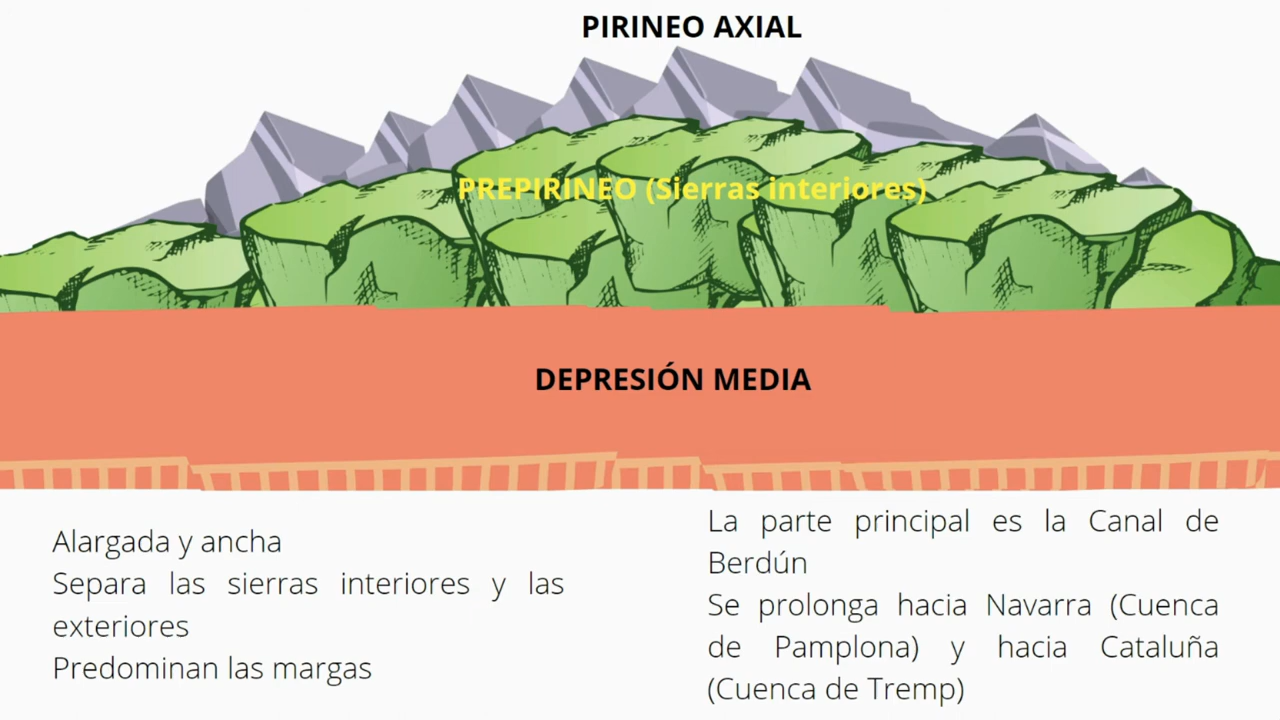 PIRINEO AXIAL
PREPIRINEO (Sierras interiores)
DEPRESIÓN MEDIA
Alargada y ancha
Separa las sierras interiores y las
exteriores
Predominan las margas
La parte principal es la Canal de
Berdún
Se prolonga hacia Navarra (Cuenca
de Pamplona) y hacia Cataluña
(Cuenca de Tremp)